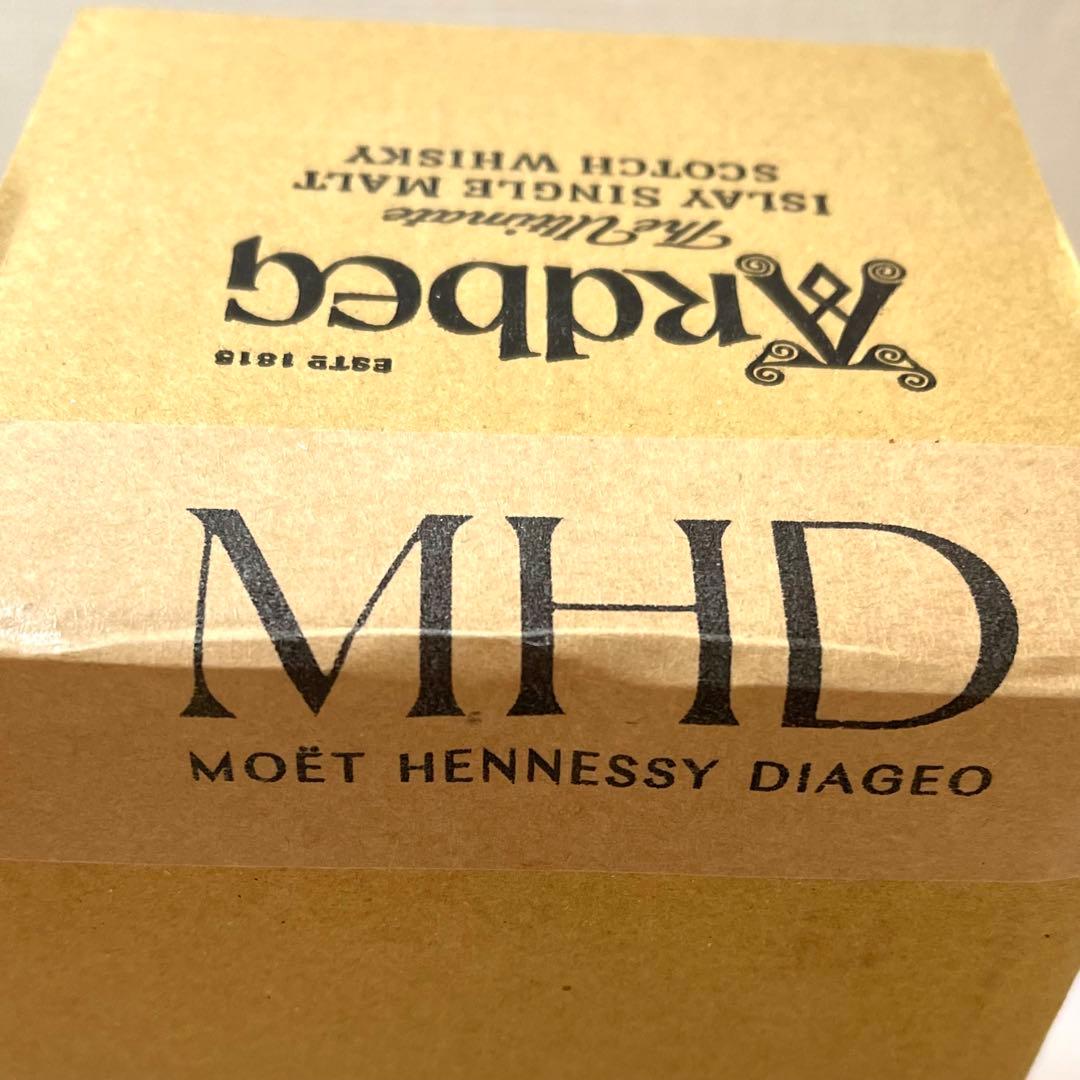 ESTD 1815
Ardbeg
The Ultimate
ISLAY SINGLE MALT
SCOTCH WHISKY
MHD
MOËT HENNESSY DIAGEO